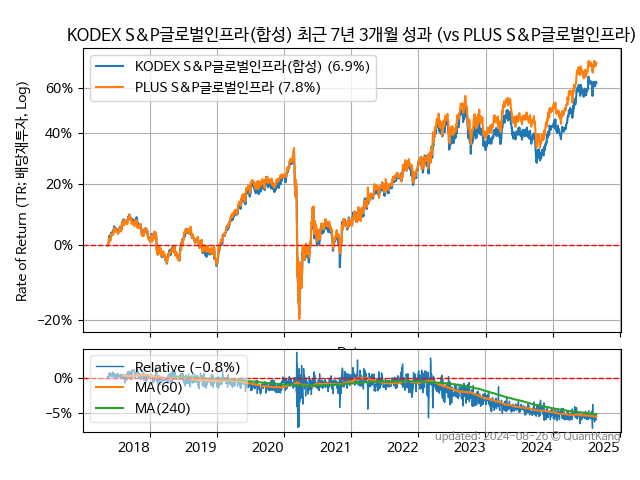 KODEX S&P글로벌인프라(합성) 최근 7년 3개월 성과 (vs PLUS S&P글로벌인프라)
KODEX S&P글로벌인프라(합성) (6.9%)
PLUS S&P글로벌인프라 (7.8%)
Rate of Return (TR: 배당재투자, Log)
60%
40%
20%
0%
−20%
Relative (−0.8%)
MA(60)
MA(240)
0%
−5%
2018
2019
2020
2021
2022
2023
2024
2025
updated: 2024-08-26 © QuantKang